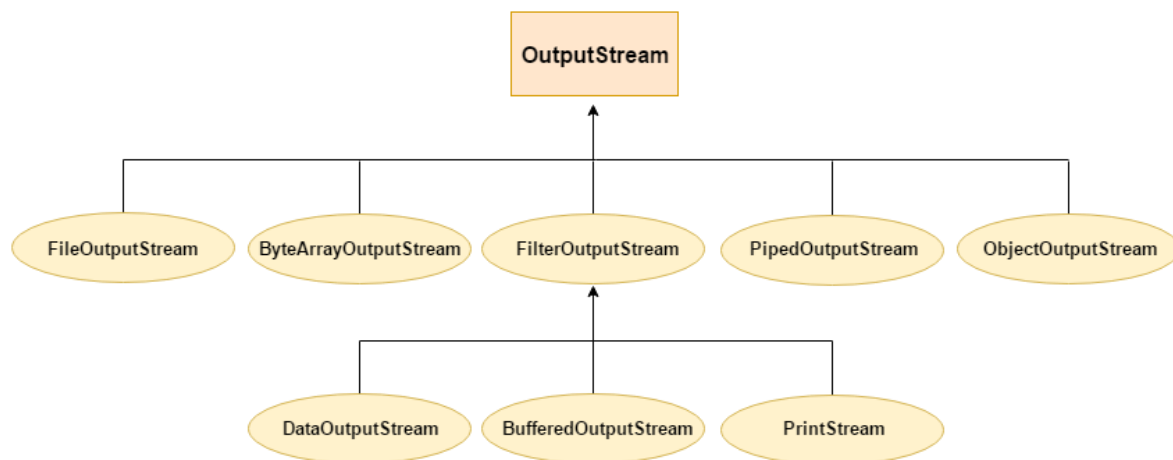 OutputStream
FileOutputStream
ByteArrayOutputStream
FilterOutputStream
PipedOutputStream
ObjectOutputStream
DataOutputStream
BufferedOutputStream
PrintStream